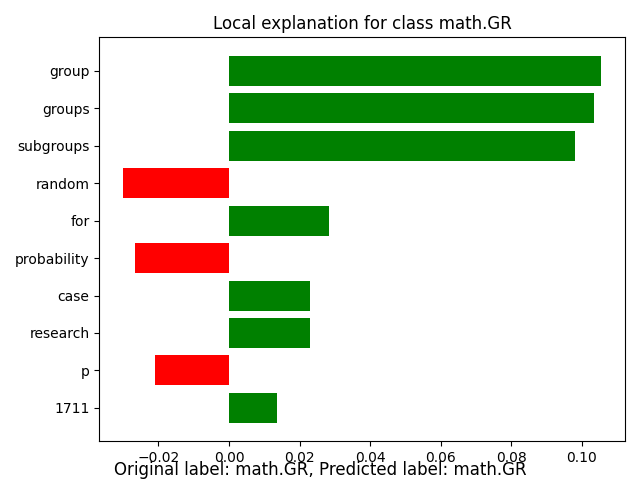 Local explanation for class math.GR
group
groups
subgroups
random
for
probability
case
research
p
1711
−0.02 0.00 0.02 0.04 0.06 0.08 0.10
Original label: math.GR, Predicted label: math.GR